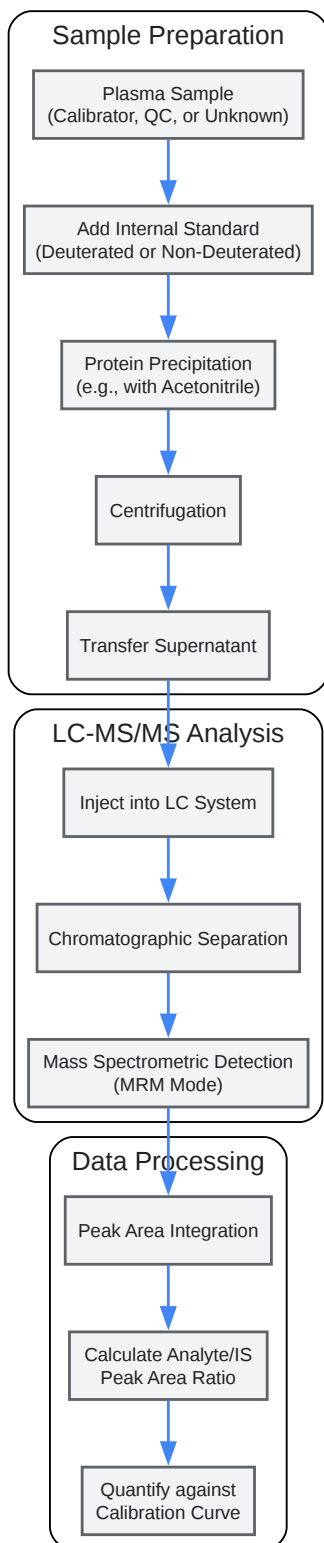 Sample Preparation
Plasma Sample
(Calibrator, QC, or Unknown)
Add Internal Standard
(Deuterated or Non-Deuterated)
Protein Precipitation
(e.g., with Acetonitrile)
Centrifugation
Transfer Supernatant
LC-MS/MS Analysis
Inject into LC System
Chromatographic Separation
Mass Spectrometric Detection
(MRM Mode)
Data Processing
Peak Area Integration
Calculate Analyte/IS
Peak Area Ratio
Quantify against
Calibration Curve